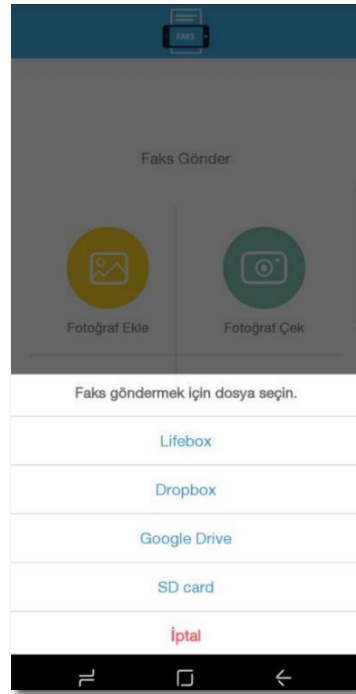 FAKS
Faks Gönder
Fotoğraf Ekle
Fotoğraf Çek
Faks göndermek için dosya seçin.
Lifebox
Dropbox
Google Drive
SD card
İptal